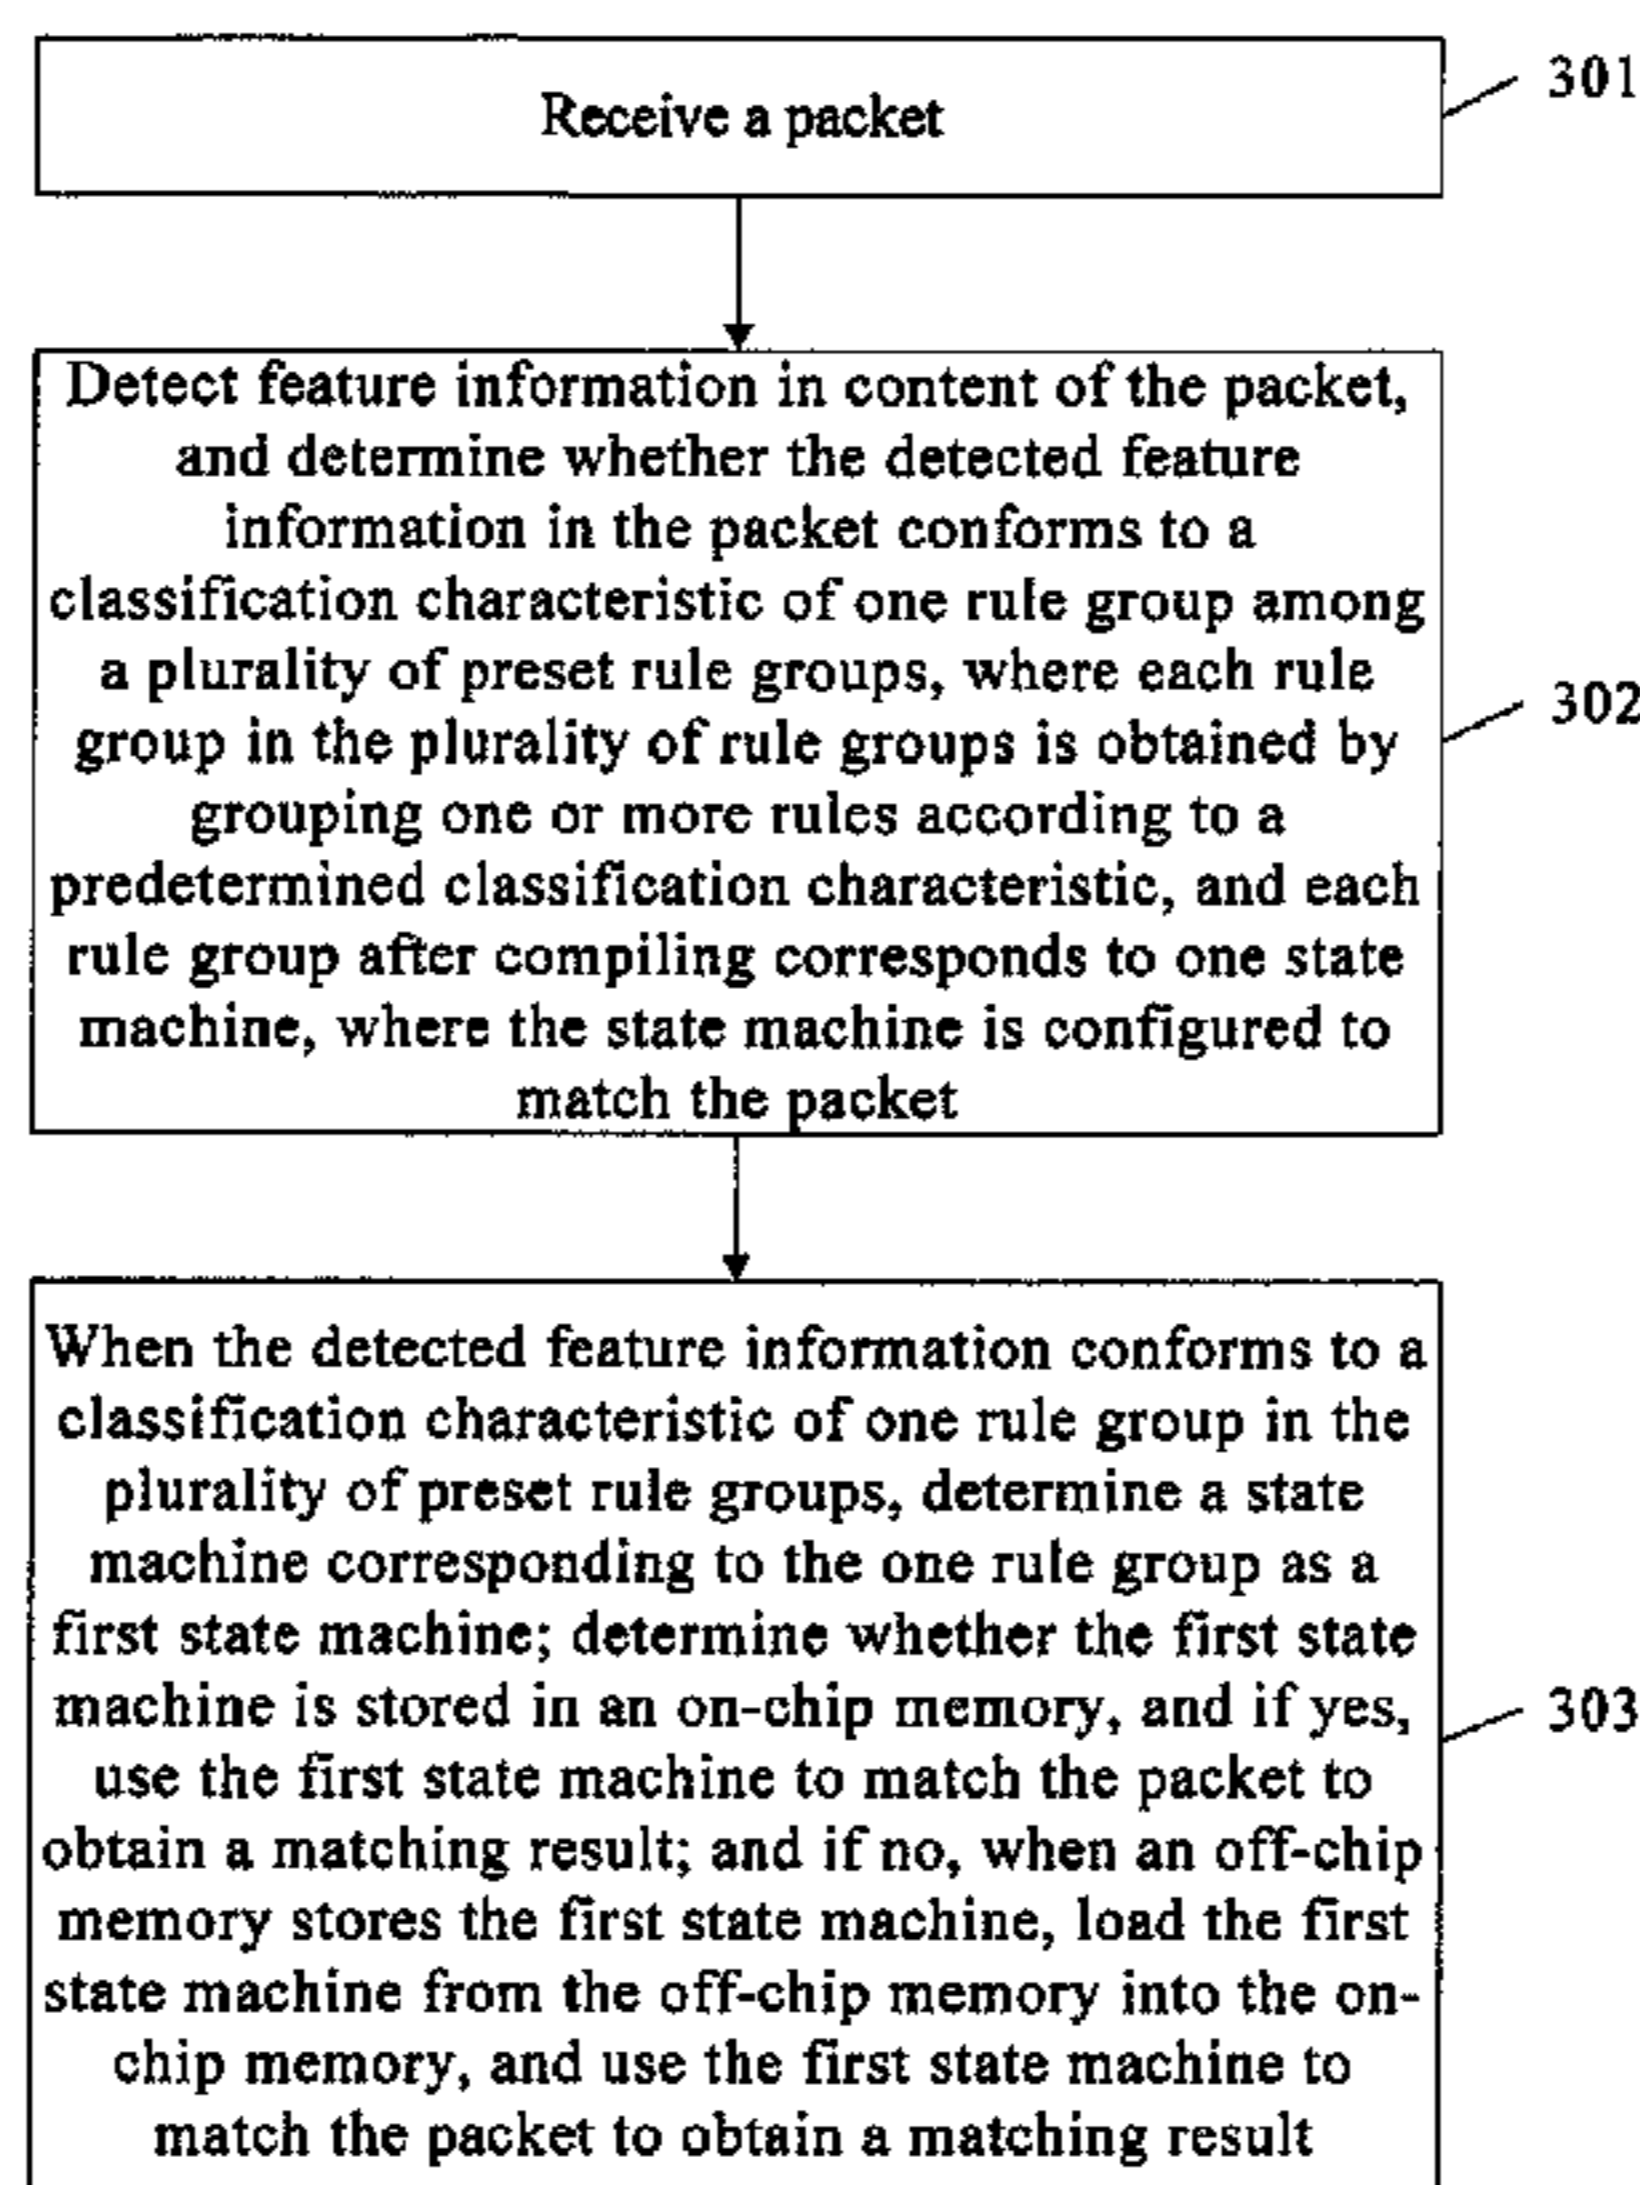 Receive a packet
301
Detect feature information in content of the packet,
and determine whether the detected feature
information in the packet conforms to a
classification characteristic of one rule group among
a plurality of preset rule groups, where each rule
group in the plurality of rule groups is obtained by
grouping one or more rules according to a
predetermined classification characteristic, and each
rule group after compiling corresponds to one state
machine, where the state machine is configured to
match the packet
302
When the detected feature information conforms to a
classification characteristic of one rule group in the
plurality of preset rule groups, determine a state
machine corresponding to the one rule group as a
first state machine; determine whether the first state
machine is stored in an on-chip memory, and if yes,
use the first state machine to match the packet to
obtain a matching result; and if no, when an off-chip
memory stores the first state machine, load the first
state machine from the off-chip memory into the on-
chip memory, and use the first state machine to
match the packet to obtain a matching result
303